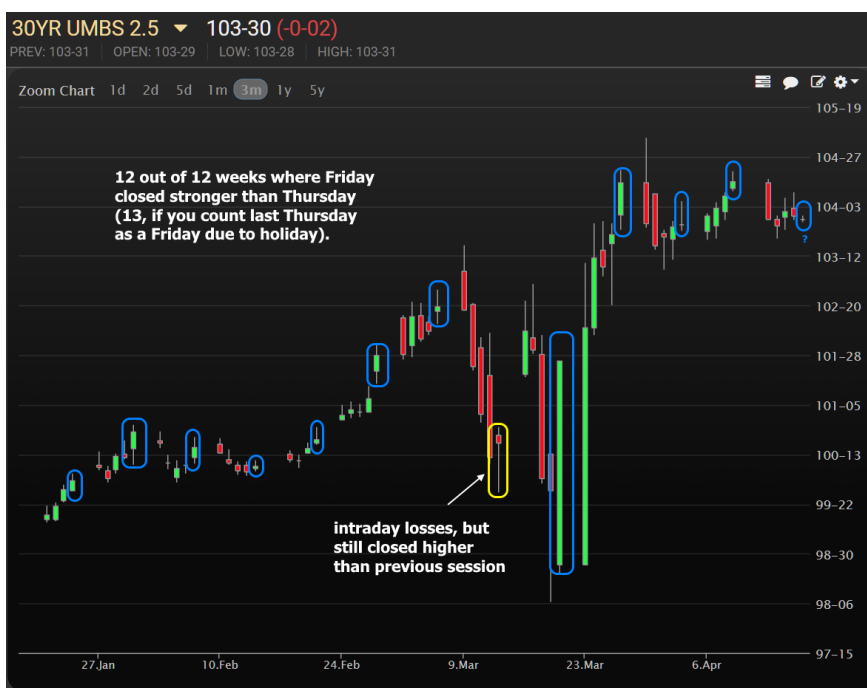 30YR UMBS 2.5 103-30 (-0-02)
PREV: 103-31 OPEN: 103-29 LOW: 103-28 HIGH: 103-31
Zoom Chart 1d 2d 5d 1m 3m 1y 5y
105-19
12 out of 12 weeks where Friday
closed stronger than Thursday
(13, if you count last Thursday
as a Friday due to holiday).
104-27
104-03
?
103-12
102-20
101-28
101-05
100-13
99-22
intraday losses, but
still closed higher
than previous session
98-30
98-06
97-15
27.Jan 10.Feb 24.Feb 9.Mar 23.Mar 6.Apr